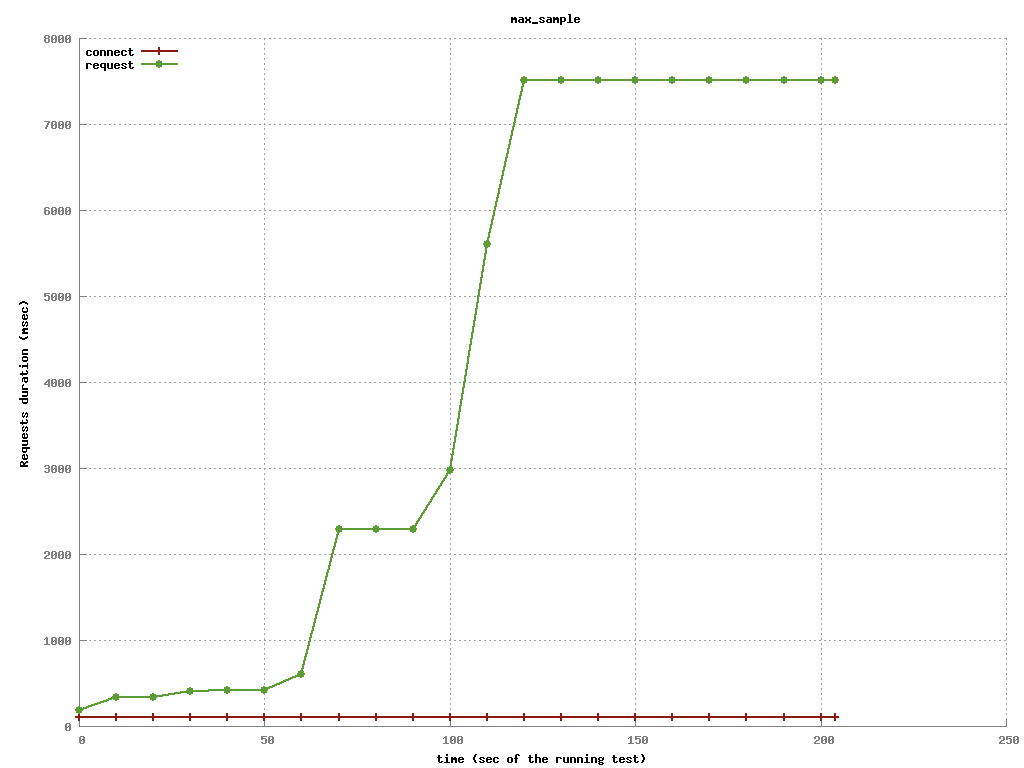 max_sample
8000
connect
request
7000
6000
5000
Requests duration (msec)
4000
3000
2000
1000
0
0 50 100 150 200 250
time (sec of the running test)